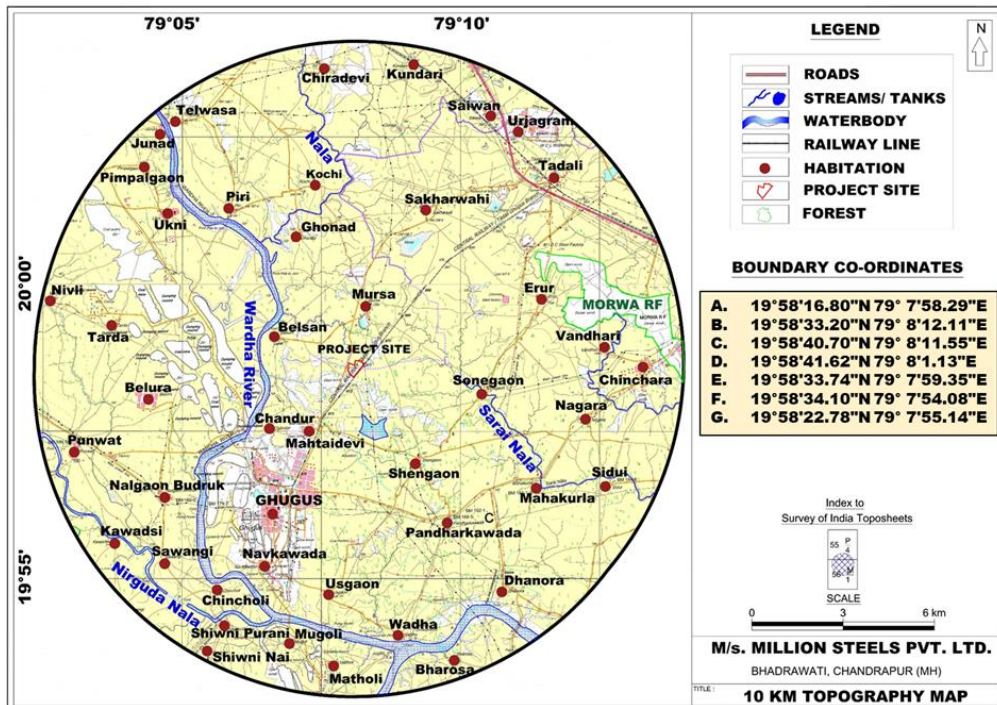 79°05'
79°10'
20°00'
19°55'
Chiradevi
Kundari
Saiwan
Urjagram
Telwasa
Junad
Nala
Tadali
Pimpalgaon
Kochi
Piri
Sakharwahi
Ukni
Ghonad
Nivli
Erur
MORWA RF
Mursa
Tarda
Wardha River
Belsan
Vandhari
PROJECT SITE
Chinchara
Sonegaon
Belura
Sarai Nala
Nagara
Chandur
Mahtaidevi
Punwat
Shengaon
Sidui
Nalgaon Budruk
Mahakurla
GHUGUS
Pandharkawada
C
Kawadsi
Sawangi
Navkawada
Nirguda Nala
Usgaon
Dhanora
Chincholi
Shiwni Purani
Mugoli
Wadha
Shiwni Nai
Matholi
Bharosa
LEGEND
N
ROADS
STREAMS/ TANKS
WATERBODY
RAILWAY LINE
HABITATION
PROJECT SITE
FOREST
BOUNDARY CO-ORDINATES
A. 19°58'16.80"N 79° 7'58.29"E
B. 19°58'33.20"N 79° 8'12.11"E
C. 19°58'40.70"N 79° 8'11.55"E
D. 19°58'41.62"N 79° 8'1.13"E
E. 19°58'33.74"N 79° 7'59.35"E
F. 19°58'34.10"N 79° 7'54.08"E
G. 19°58'22.78"N 79° 7'55.14"E
Index to
Survey of India Toposheets
55 P
4
56 M
1
SCALE
0 3 6 km
M/s. MILLION STEELS PVT. LTD.
BHADRAWATI, CHANDRAPUR (MH)
TITLE :
10 KM TOPOGRAPHY MAP